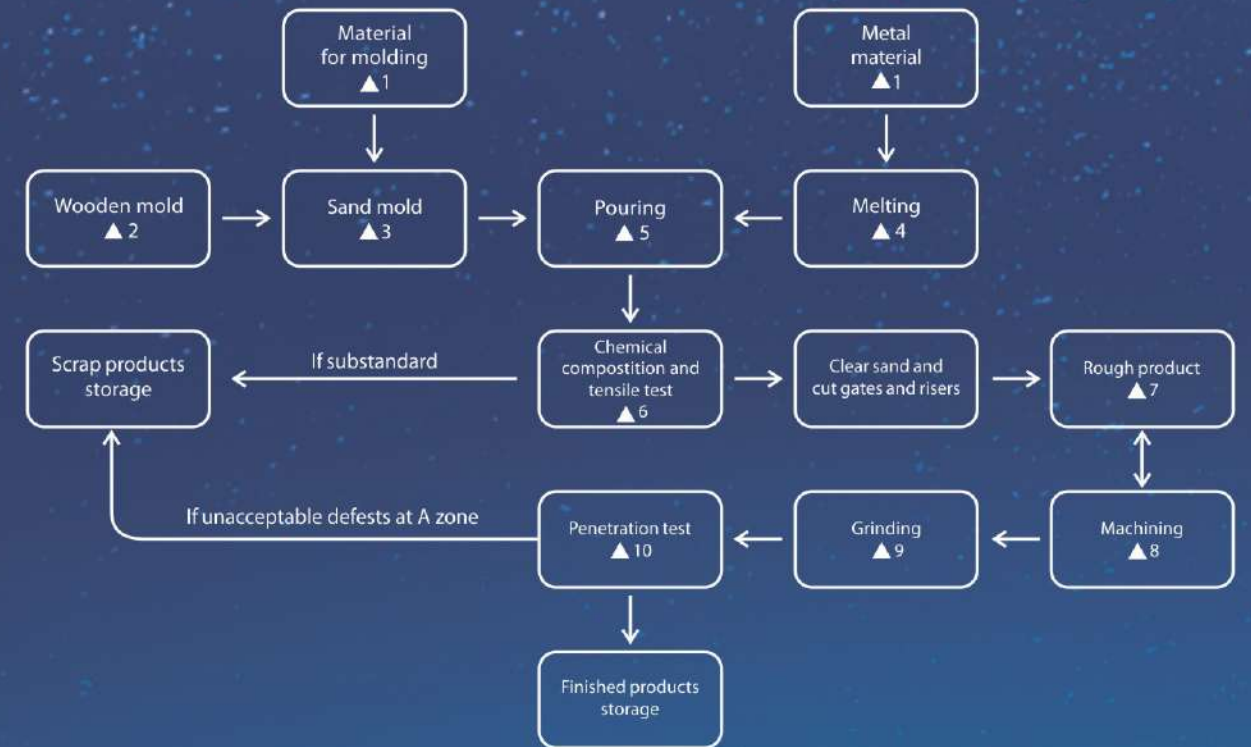 Material
for molding
▲ 1
Metal
material
▲ 1
Wooden mold
▲ 2
Sand mold
▲ 3
Pouring
▲ 5
Melting
▲ 4
Scrap products
storage
If substandard
Chemical
compostition and
tensile test
▲ 6
Clear sand and
cut gates and risers
Rough product
▲ 7
If unacceptable defects at A zone
Penetration test
▲ 10
Grinding
▲ 9
Machining
▲ 8
Finished products
storage